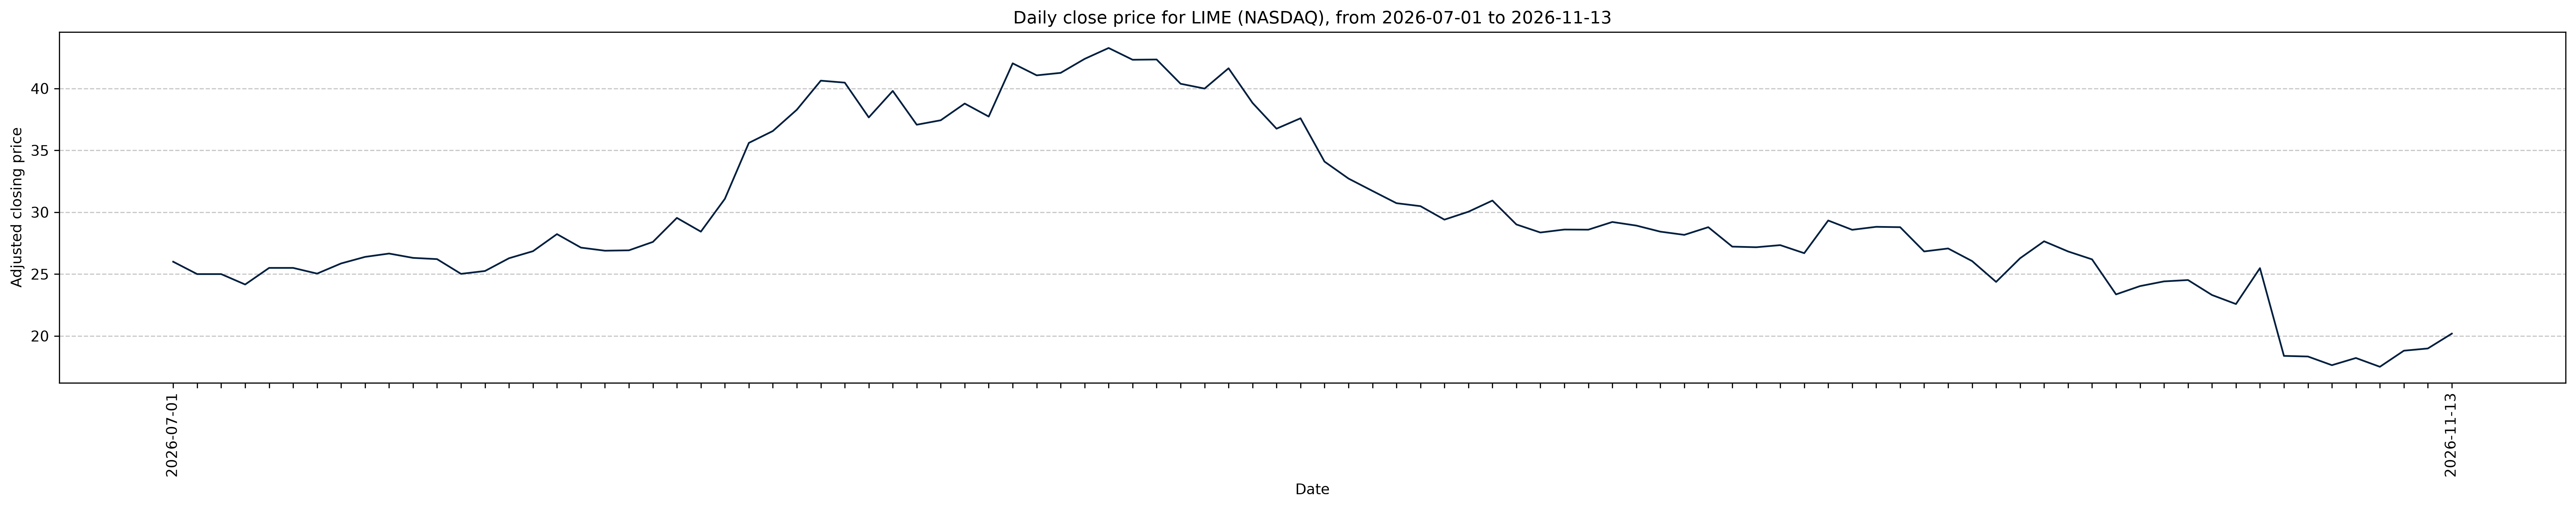 Daily close price for LIME (NASDAQ), from 2026-07-01 to 2026-11-13
Adjusted closing price
40
35
30
25
20
2026-07-01
2026-11-13
Date